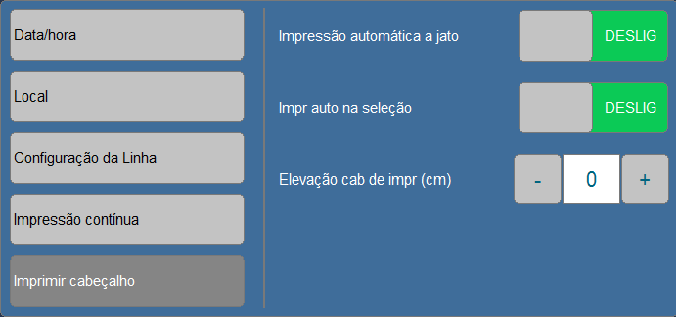 Data/hora
Local
Configuração da Linha
Impressão contínua
Imprimir cabeçalho
Impressão automática a jato
DESLIG
Impr auto na seleção
DESLIG
Elevação cab de impr (cm)
- 0 +